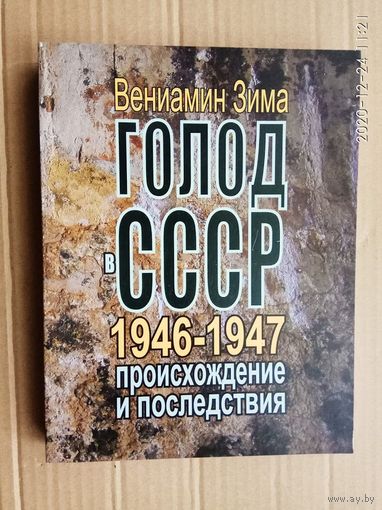 Вениамин Зима
ГОЛОД
в СССР
1946-1947
происхождение
и последствия
2020-12-24 11:21
www.ay.by